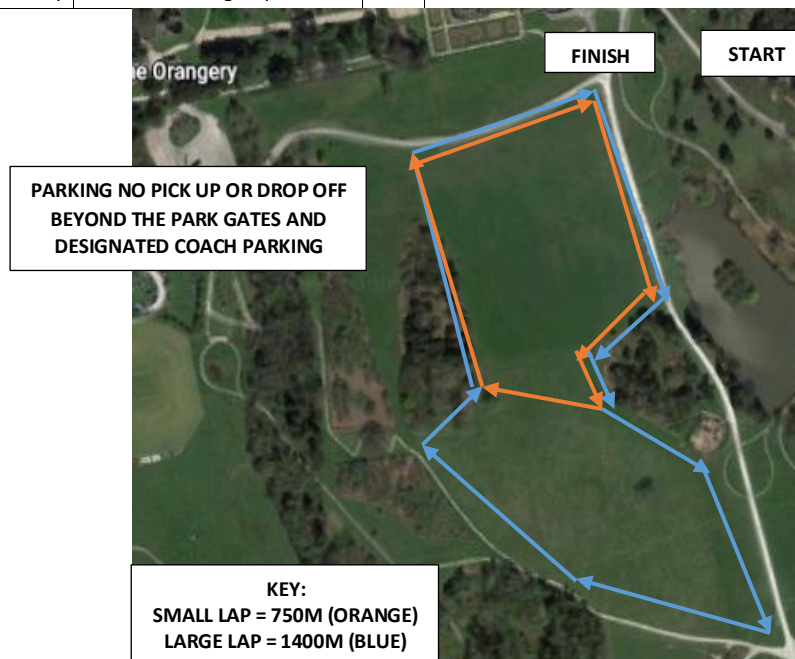 FINISH
START
e Orangery
PARKING NO PICK UP OR DROP OFF
BEYOND THE PARK GATES AND
DESIGNATED COACH PARKING
KEY:
SMALL LAP = 750M (ORANGE)
LARGE LAP = 1400M (BLUE)